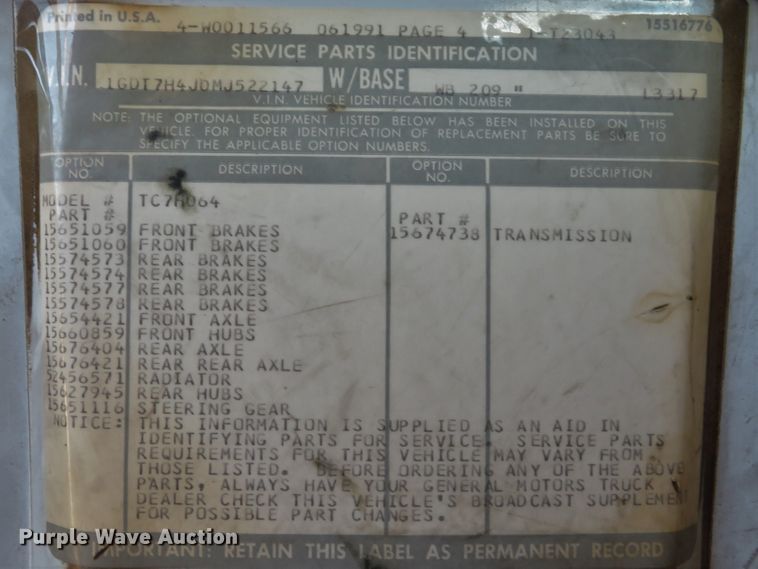 Printed in U.S.A.
4-W0011566 061991 PAGE 4 T23043 15516776
SERVICE PARTS IDENTIFICATION
V.I.N. 1GDT7H4J0MJ522147 W/BASE WB 209 " L3317
V.I.N. VEHICLE IDENTIFICATION NUMBER
NOTE: THE OPTIONAL EQUIPMENT LISTED BELOW HAS BEEN INSTALLED ON THIS
VEHICLE. FOR PROPER IDENTIFICATION OF REPLACEMENT PARTS BE SURE TO
SPECIFY THE APPLICABLE OPTION NUMBERS.
OPTION NO. DESCRIPTION OPTION NO. DESCRIPTION
MODEL # TC7H064
PART # PART #
15651059 FRONT BRAKES 15674738 TRANSMISSION
15651060 FRONT BRAKES
15574573 REAR BRAKES
15574574 REAR BRAKES
15574577 REAR BRAKES
15574578 REAR BRAKES
15654421 FRONT AXLE
15660859 FRONT HUBS
15676404 REAR AXLE
15676421 REAR REAR AXLE
52456571 RADIATOR
15627945 REAR HUBS
15651116 STEERING GEAR
NOTICE: THIS INFORMATION IS SUPPLIED AS AN AID IN
IDENTIFYING PARTS FOR SERVICE. SERVICE PARTS
REQUIREMENTS FOR THIS VEHICLE MAY VARY FROM
THOSE LISTED. BEFORE ORDERING ANY OF THE ABOVE
PARTS, ALWAYS HAVE YOUR GENERAL MOTORS TRUCK
DEALER CHECK THIS VEHICLE'S BROADCAST SUPPLEMEN
FOR POSSIBLE PART CHANGES.
IMPORTANT: RETAIN THIS LABEL AS PERMANENT RECORD
Purple Wave Auction